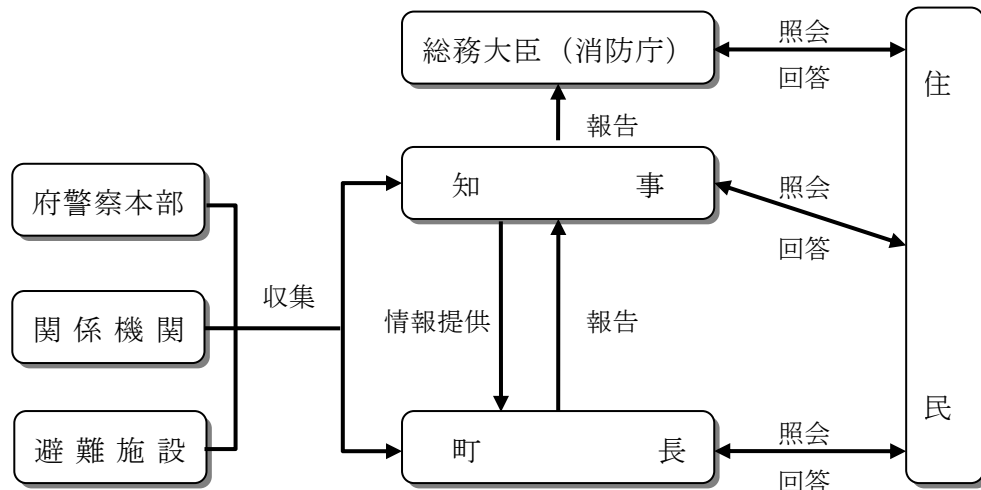 総務大臣（消防庁）
照会
回答
住民
報告
府警察本部
知事
照会
回答
関係機関
収集
情報提供
報告
避難施設
町長
照会
回答